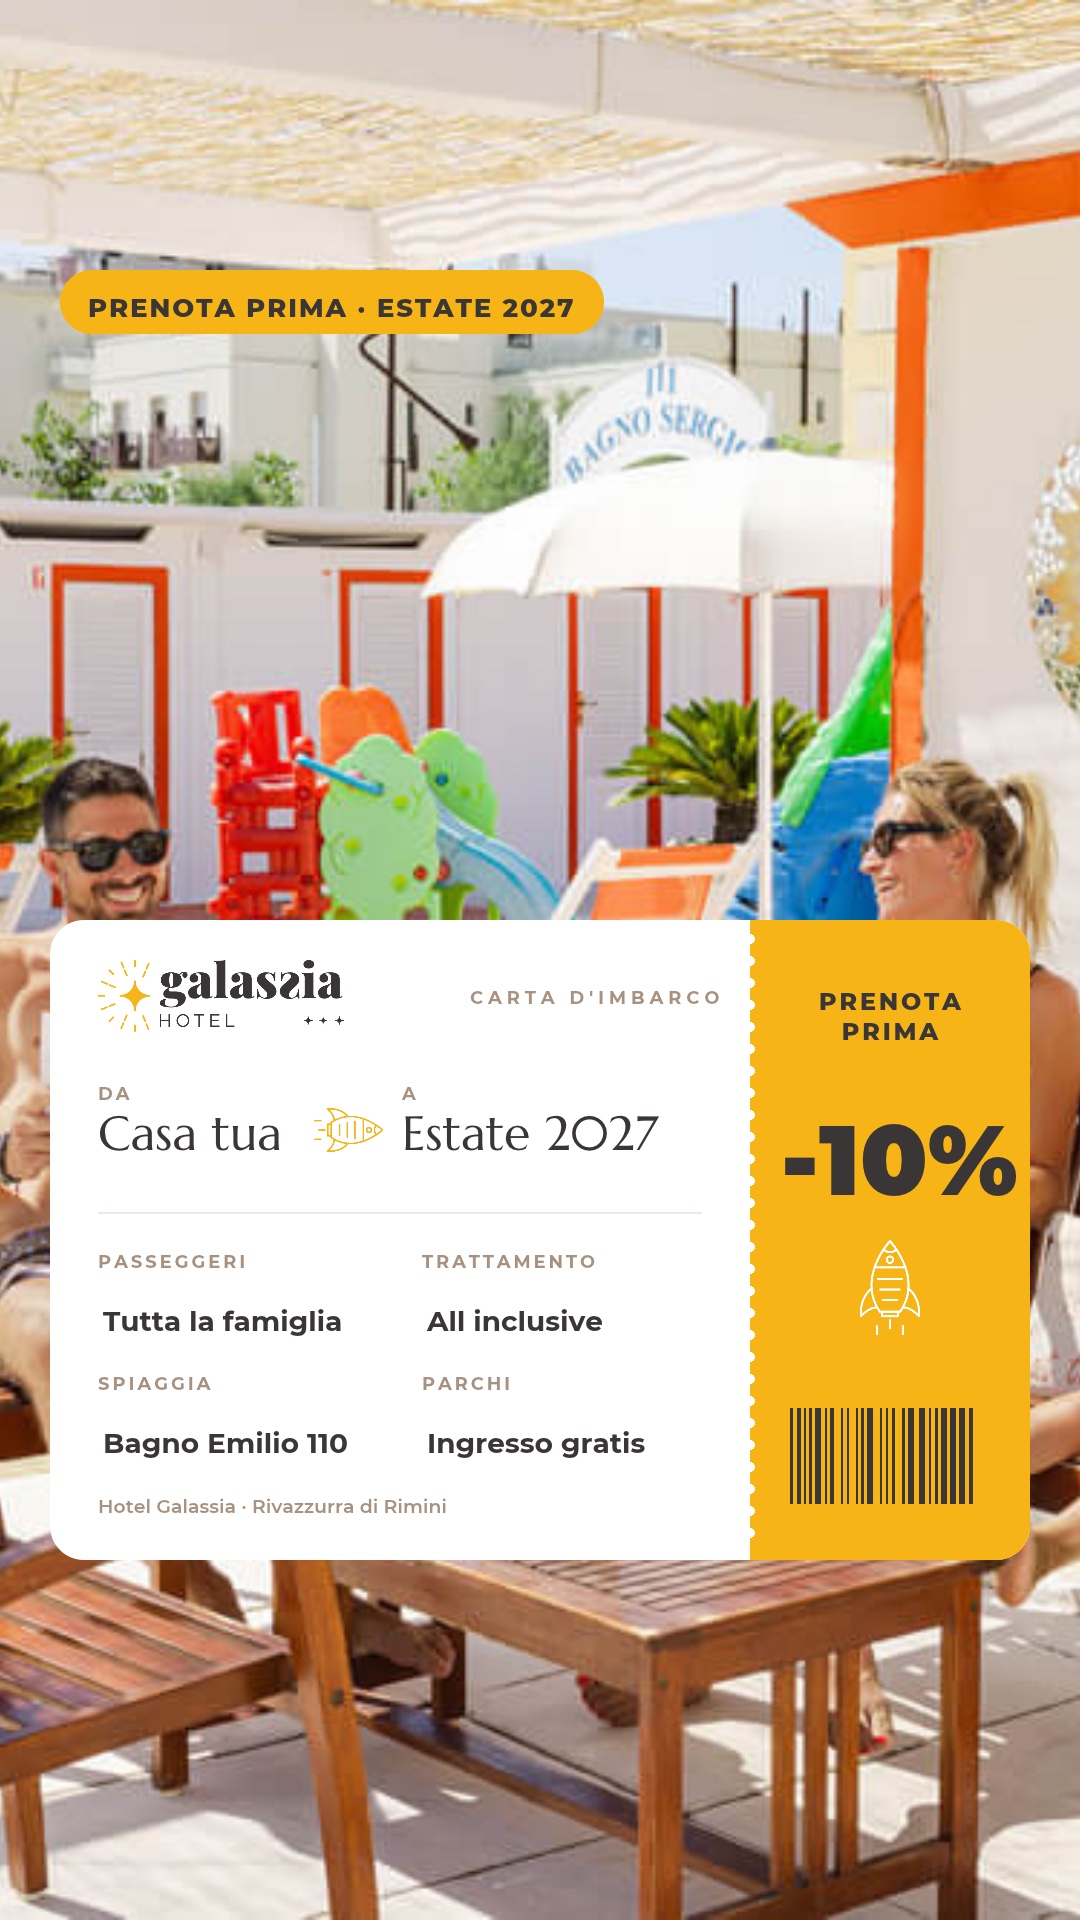 PRENOTA PRIMA · ESTATE 2027
BAGNO
galassia
HOTEL
CARTA D'IMBARCO
PRENOTA
PRIMA
DA
A
Casa tua
Estate 2027
-10%
PASSEGGERI
TRATTAMENTO
Tutta la famiglia
All inclusive
SPIAGGIA
PARCHI
Bagno Emilio 110
Ingresso gratis
Hotel Galassia · Rivazzurra di Rimini